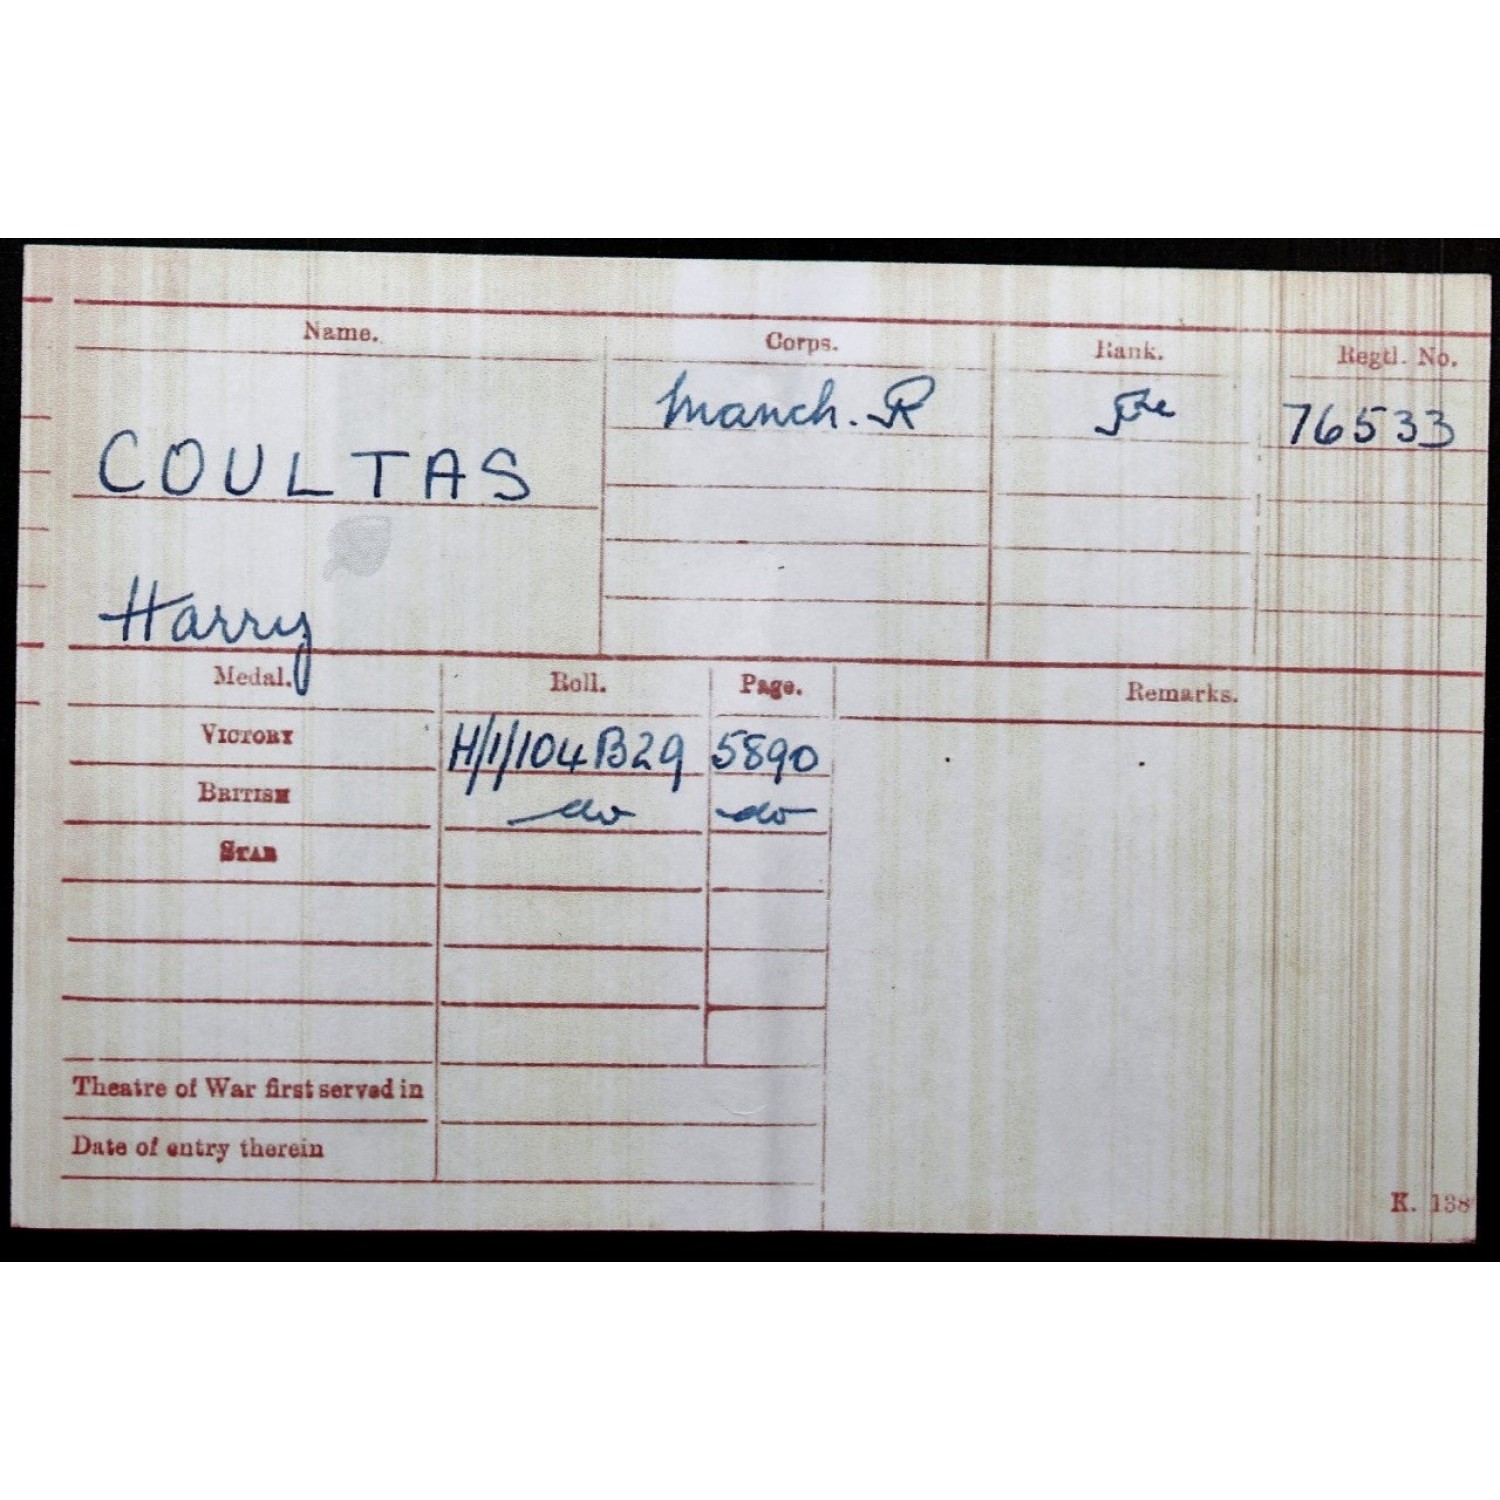 Name. Corps. Rank. Regtl. No.
Manch. R Pte 76533
COULTAS
Harry
Medal. Roll. Page. Remarks.
VICTORY H/1/104B29 5890
BRITISH do do
STAR
Theatre of War first served in
Date of entry therein
K. 138